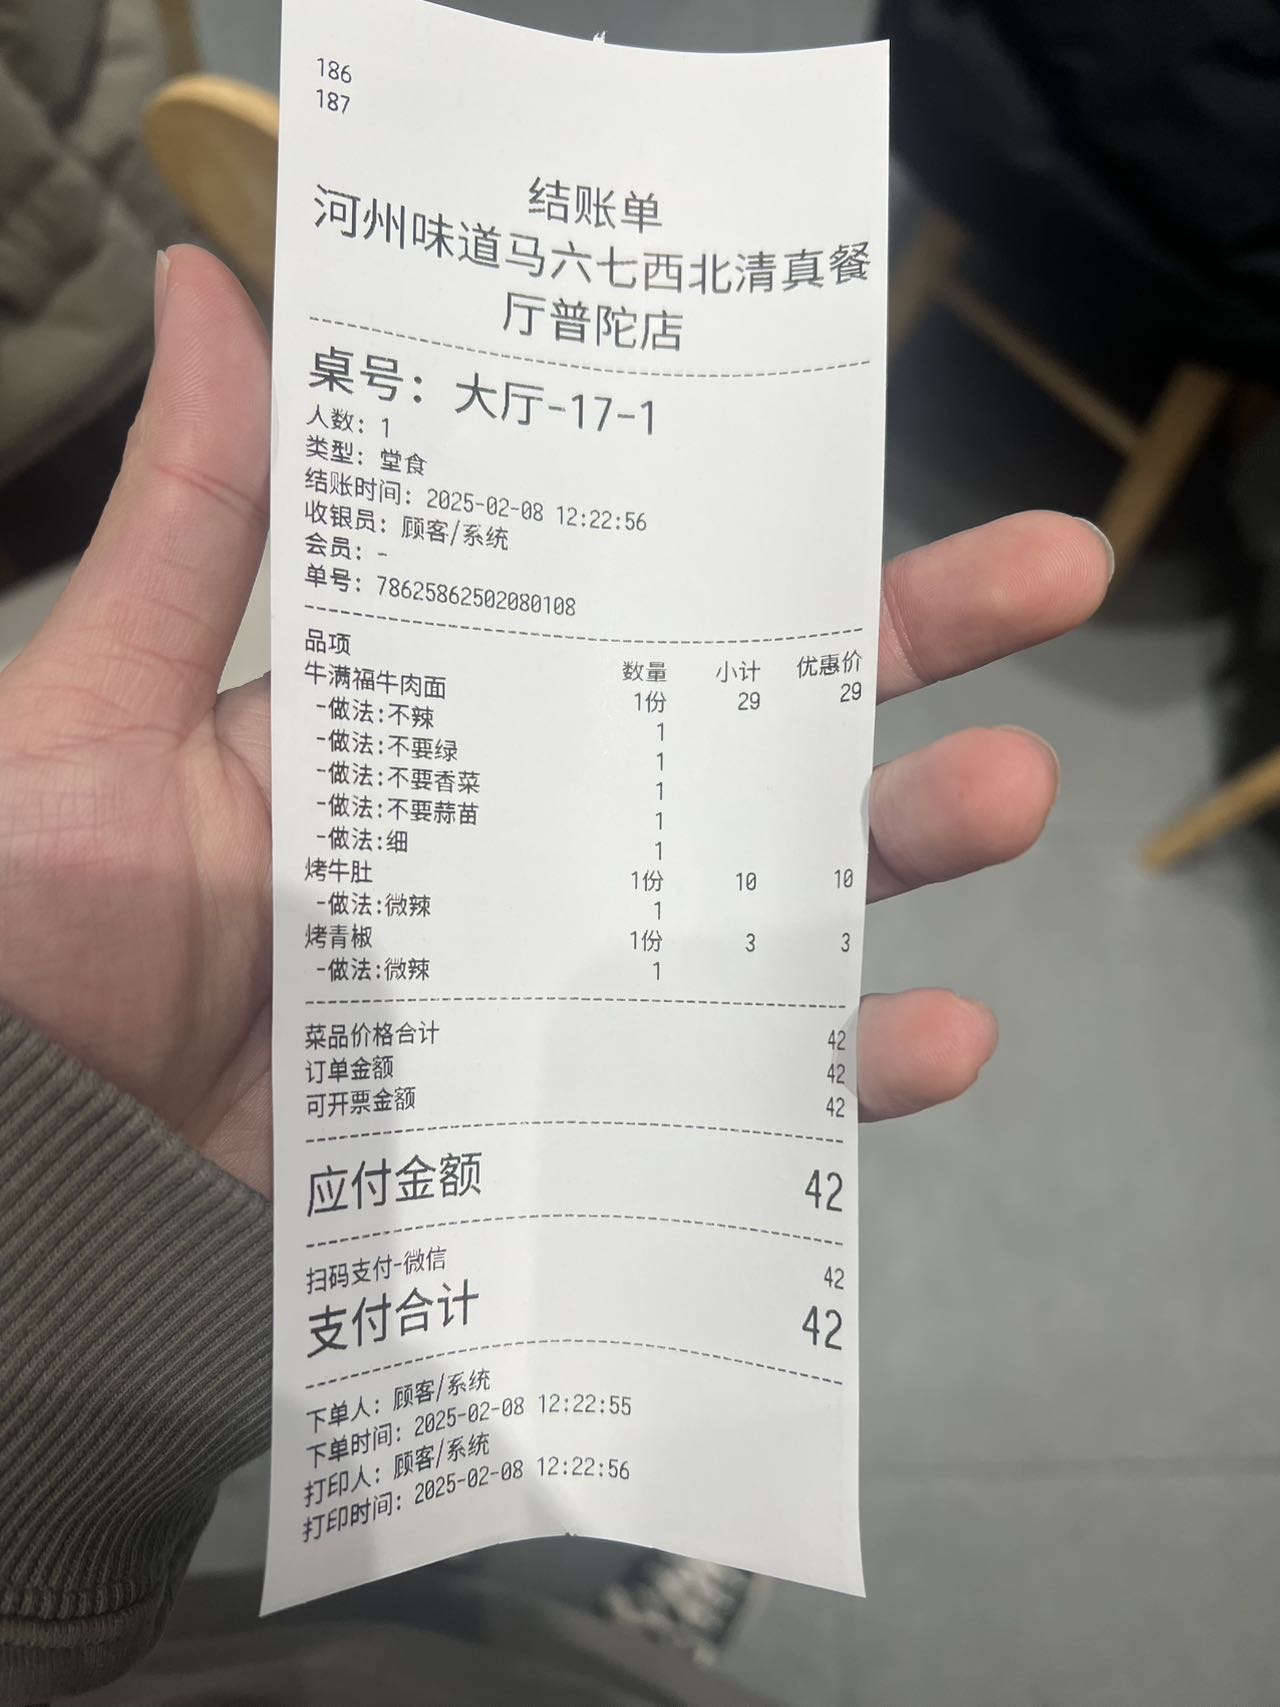 186
187
结账单
河州味道马六七西北清真餐
厅普陀店
桌号：大厅-17-1
人数：1
类型：堂食
结账时间：2025-02-08 12:22:56
收银员：顾客/系统
会员：-
单号：78625862502080108
品项 数量 小计 优惠价
牛满福牛肉面 1份 29 29
-做法:不辣 1
-做法:不要绿 1
-做法:不要香菜 1
-做法:不要蒜苗 1
-做法:细 1
烤牛肚 1份 10 10
-做法:微辣 1
烤青椒 1份 3 3
-做法:微辣 1
菜品价格合计 42
订单金额 42
可开票金额 42
应付金额 42
扫码支付-微信 42
支付合计 42
下单人：顾客/系统
下单时间：2025-02-08 12:22:55
打印人：顾客/系统
打印时间：2025-02-08 12:22:56